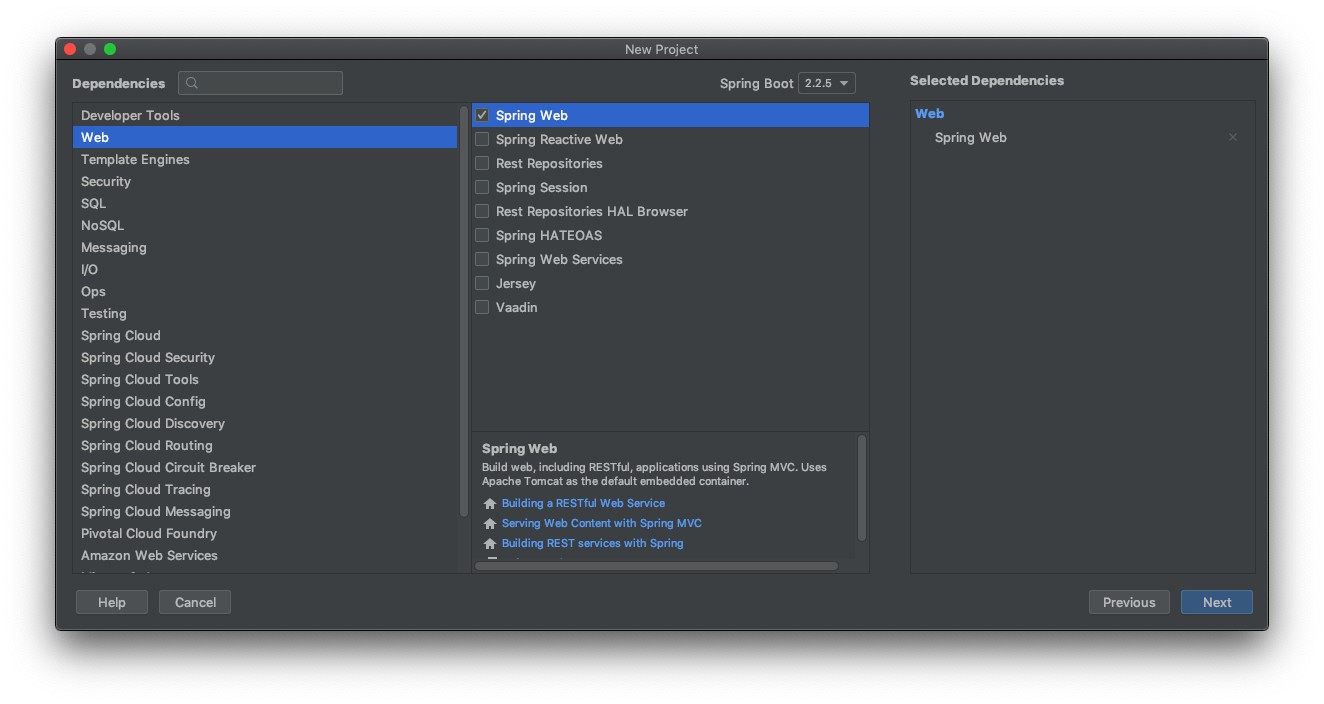 New Project
Dependencies
Spring Boot 2.2.5
Selected Dependencies
Developer Tools
Web
Template Engines
Security
SQL
NoSQL
Messaging
I/O
Ops
Testing
Spring Cloud
Spring Cloud Security
Spring Cloud Tools
Spring Cloud Config
Spring Cloud Discovery
Spring Cloud Routing
Spring Cloud Circuit Breaker
Spring Cloud Tracing
Spring Cloud Messaging
Pivotal Cloud Foundry
Amazon Web Services
Spring Web
Spring Reactive Web
Rest Repositories
Spring Session
Rest Repositories HAL Browser
Spring HATEOAS
Spring Web Services
Jersey
Vaadin
Spring Web
Build web, including RESTful, applications using Spring MVC. Uses
Apache Tomcat as the default embedded container.
Building a RESTful Web Service
Serving Web Content with Spring MVC
Building REST services with Spring
Web
Spring Web
Help
Cancel
Previous
Next